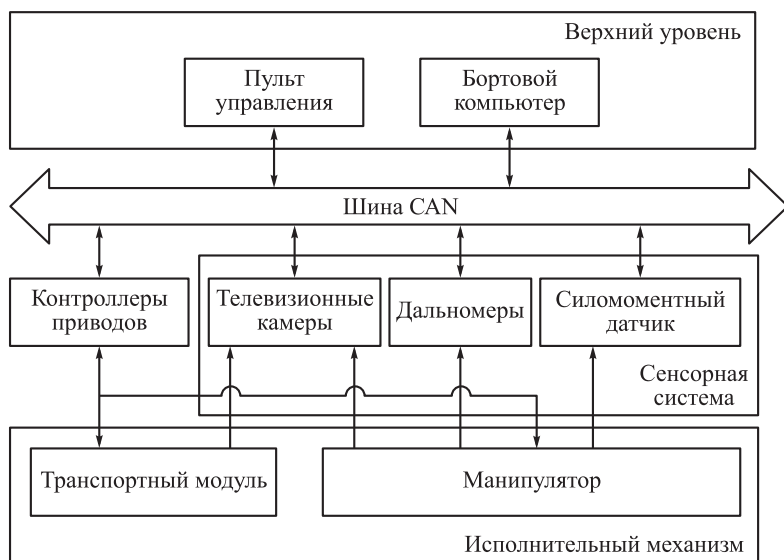 Верхний уровень
Пульт
управления
Бортовой
компьютер
Шина CAN
Контроллеры
приводов
Телевизионные
камеры
Дальномеры
Силомоментный
датчик
Сенсорная
система
Транспортный модуль
Манипулятор
Исполнительный механизм